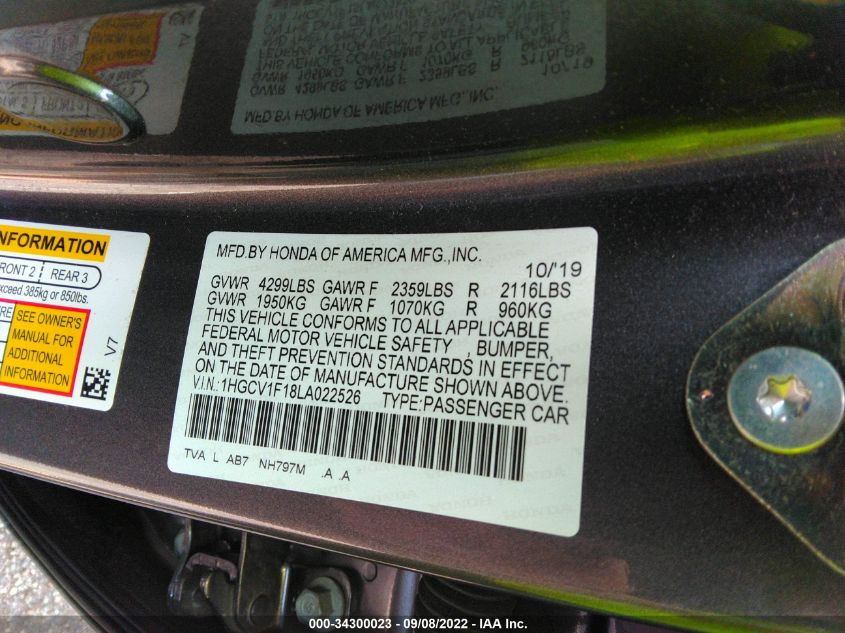 MFD.BY HONDA OF AMERICA MFG.,INC.
10/'19
GVWR 4299LBS GAWR F 2359LBS R 2116LBS
GVWR 1950KG GAWR F 1070KG R 960KG
THIS VEHICLE CONFORMS TO ALL APPLICABLE
FEDERAL MOTOR VEHICLE SAFETY , BUMPER,
AND THEFT PREVENTION STANDARDS IN EFFECT
ON THE DATE OF MANUFACTURE SHOWN ABOVE.
V.I.N.:1HGCV1F18LA022526 TYPE:PASSENGER CAR
TVA L AB7 NH797M .A .A
NFORMATION
FRONT 2 REAR 3
exceed 385kg or 850lbs.
SEE OWNER'S
MANUAL FOR
ADDITIONAL
INFORMATION
V7
000-34300023 - 09/08/2022 - IAA Inc.